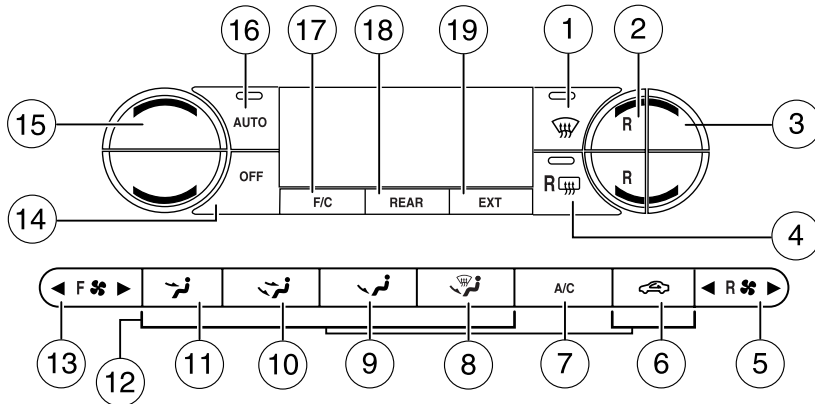 16 17 18 19 1 2
15 AUTO R 3
OFF R R
F/C REAR EXT
14 4
F A/C R
13 12 11 10 9 8 7 6 5